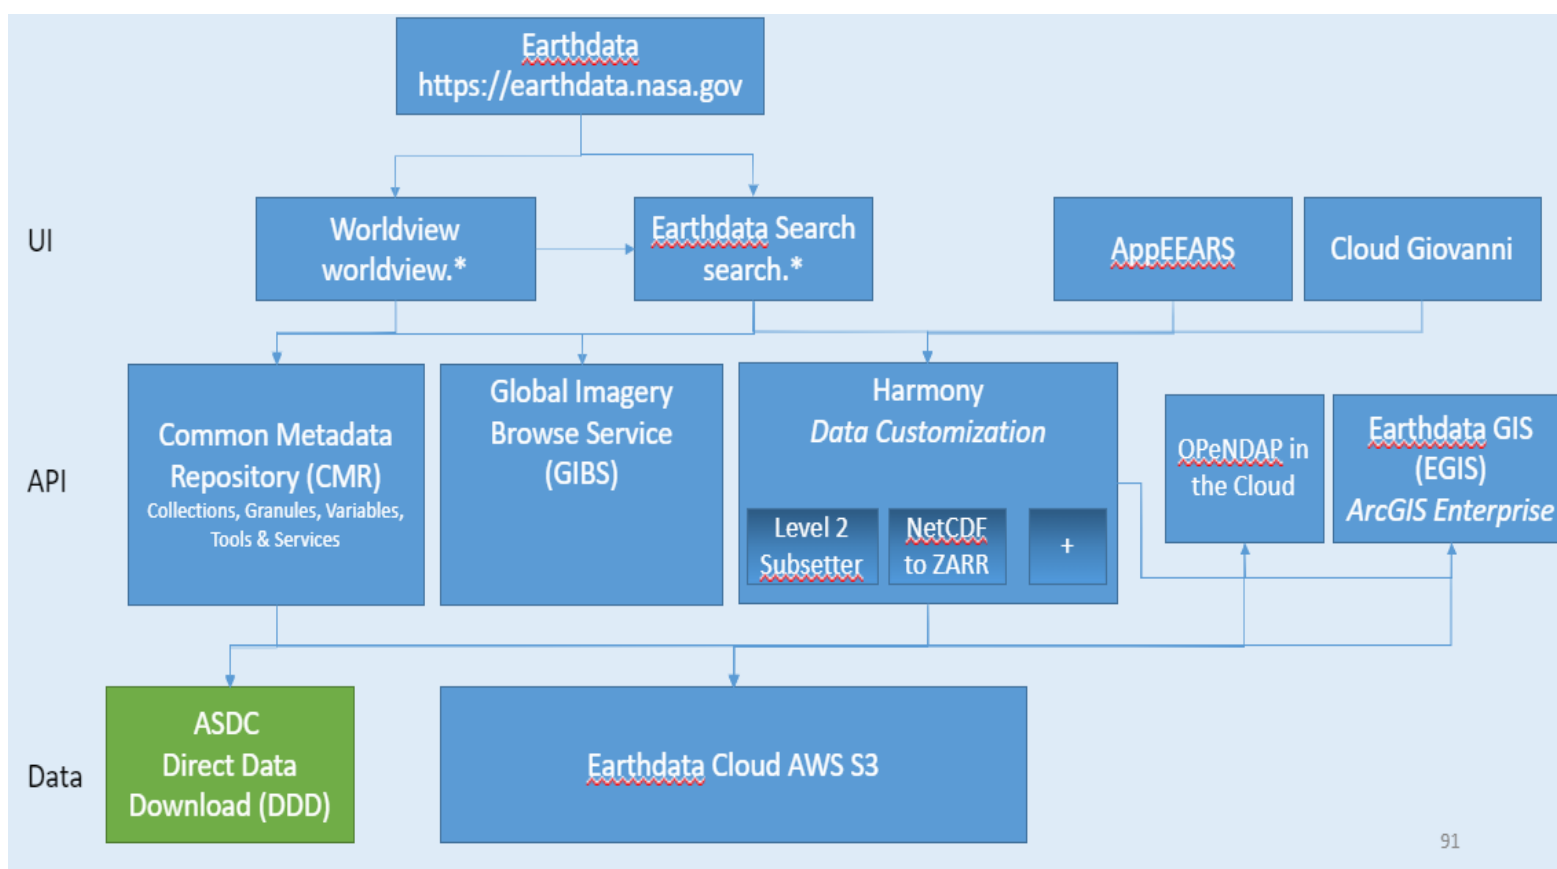 Earthdata
https://earthdata.nasa.gov
UI
Worldview
worldview.*
Earthdata Search
search.*
AppEEARS
Cloud Giovanni
API
Common Metadata
Repository (CMR)
Collections, Granules, Variables,
Tools & Services
Global Imagery
Browse Service
(GIBS)
Harmony
Data Customization
Level 2
Subsetter
NetCDF
to ZARR
+
OPeNDAP in
the Cloud
Earthdata GIS
(EGIS)
ArcGIS Enterprise
Data
ASDC
Direct Data
Download (DDD)
Earthdata Cloud AWS S3
91